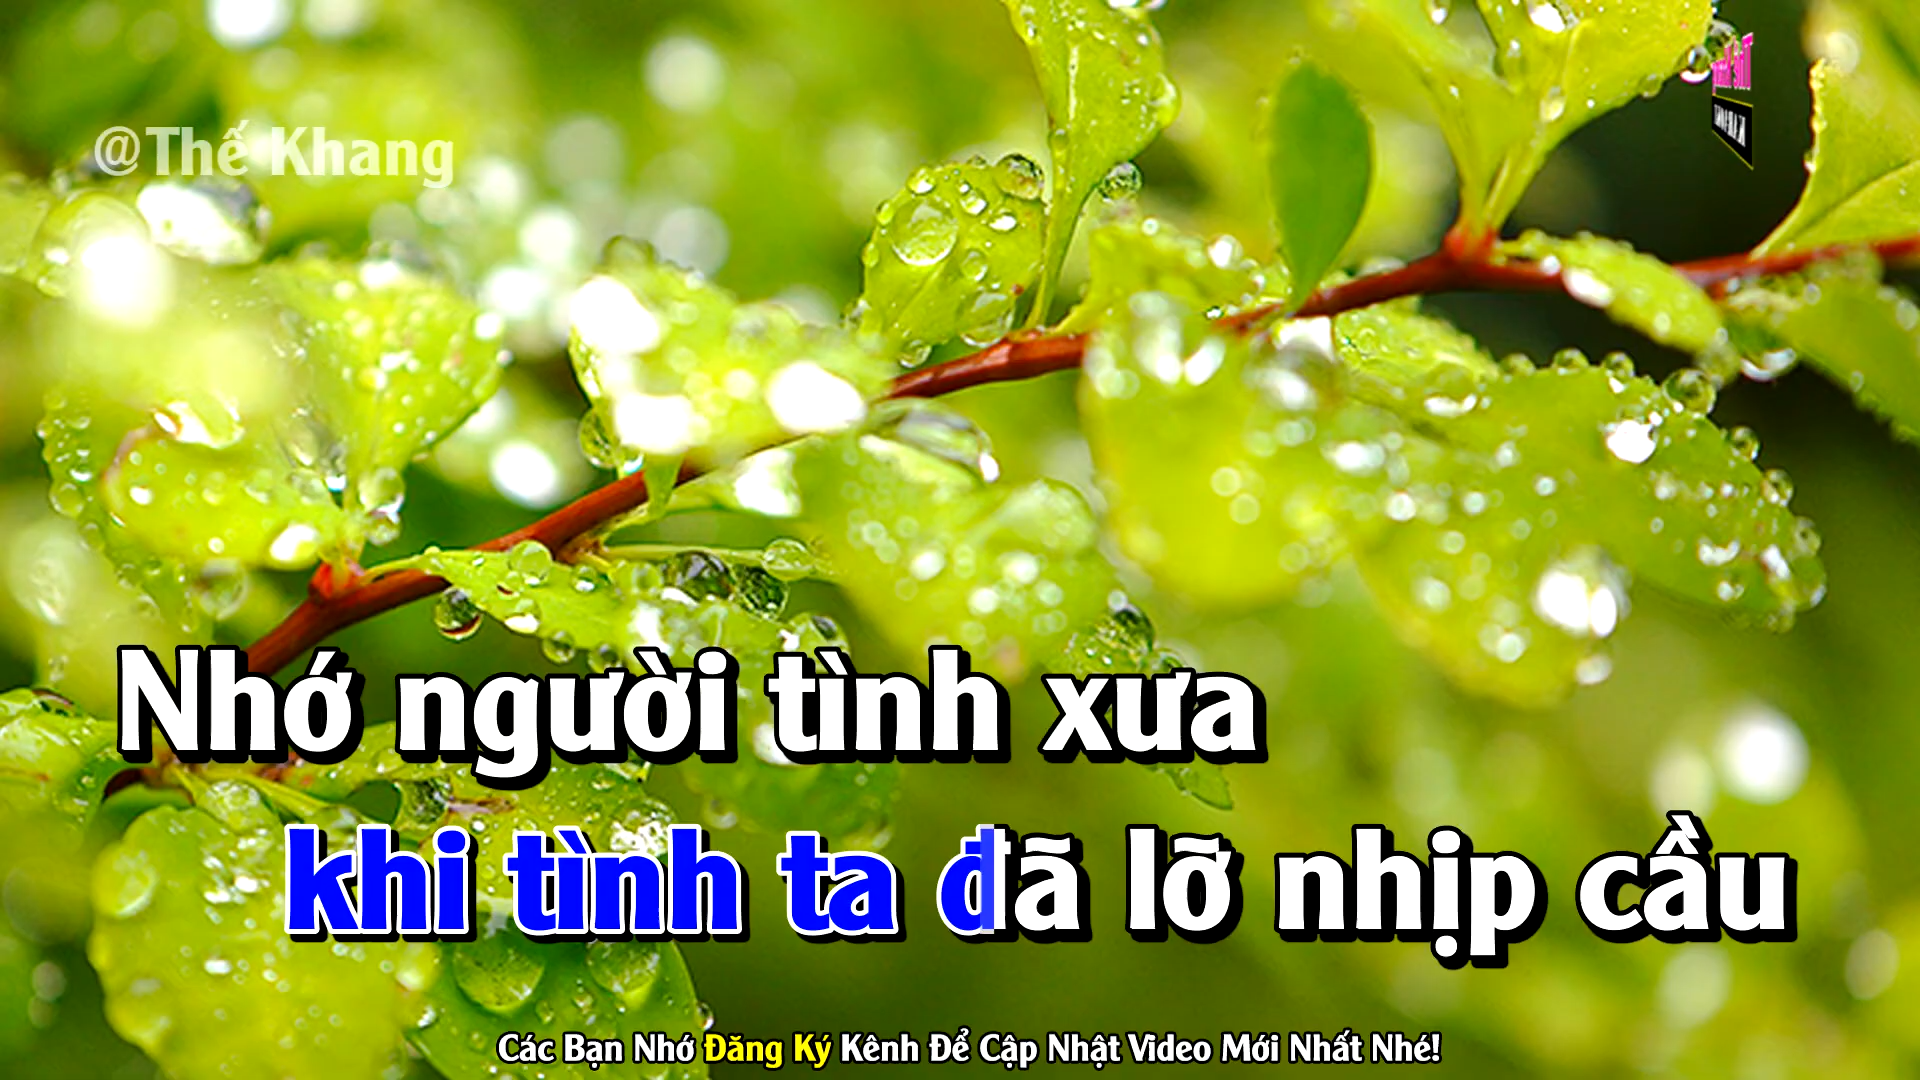 @Thế Khang
Nhớ người tình xưa
khi tình ta đã lỡ nhịp cầu
Các Bạn Nhớ Đăng Ký Kênh Để Cập Nhật Video Mới Nhất Nhé!